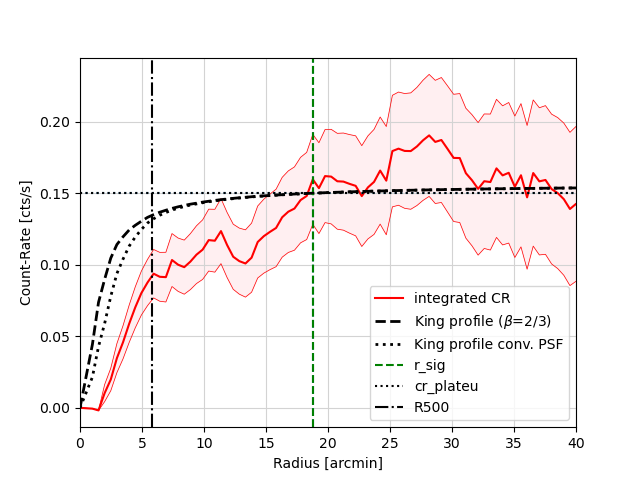 0.20
0.15
0.10
0.05
0.00
Count-Rate [cts/s]
integrated CR
King profile (β=2/3)
King profile conv. PSF
r_sig
cr_plateu
R500
0 5 10 15 20 25 30 35 40
Radius [arcmin]